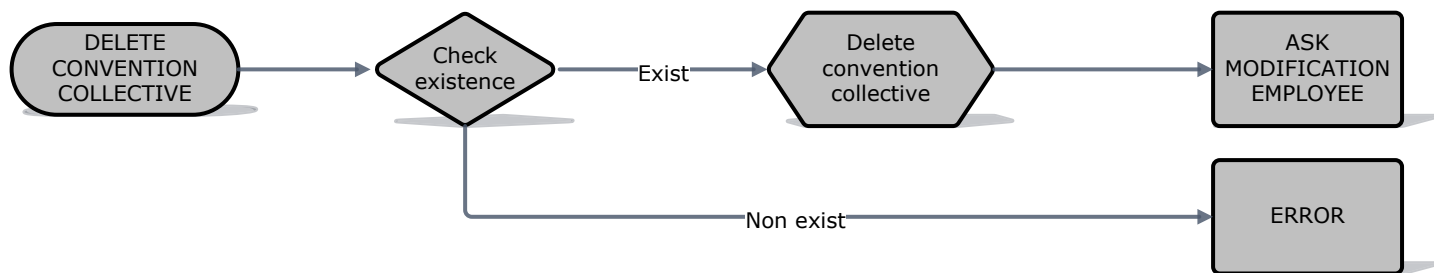 DELETE
CONVENTION
COLLECTIVE
Check
existence
Exist
Delete
convention
collective
ASK
MODIFICATION
EMPLOYEE
Non exist
ERROR